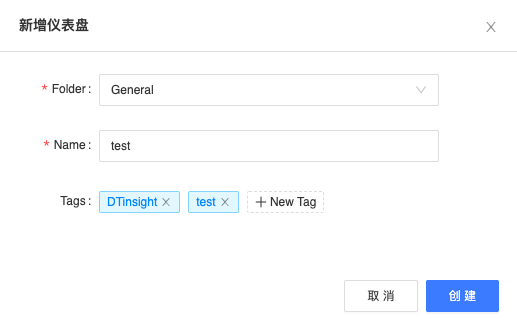 新增仪表盘
* Folder :
General
* Name :
test
Tags :
DTinsight
test
+ New Tag
取 消
创 建